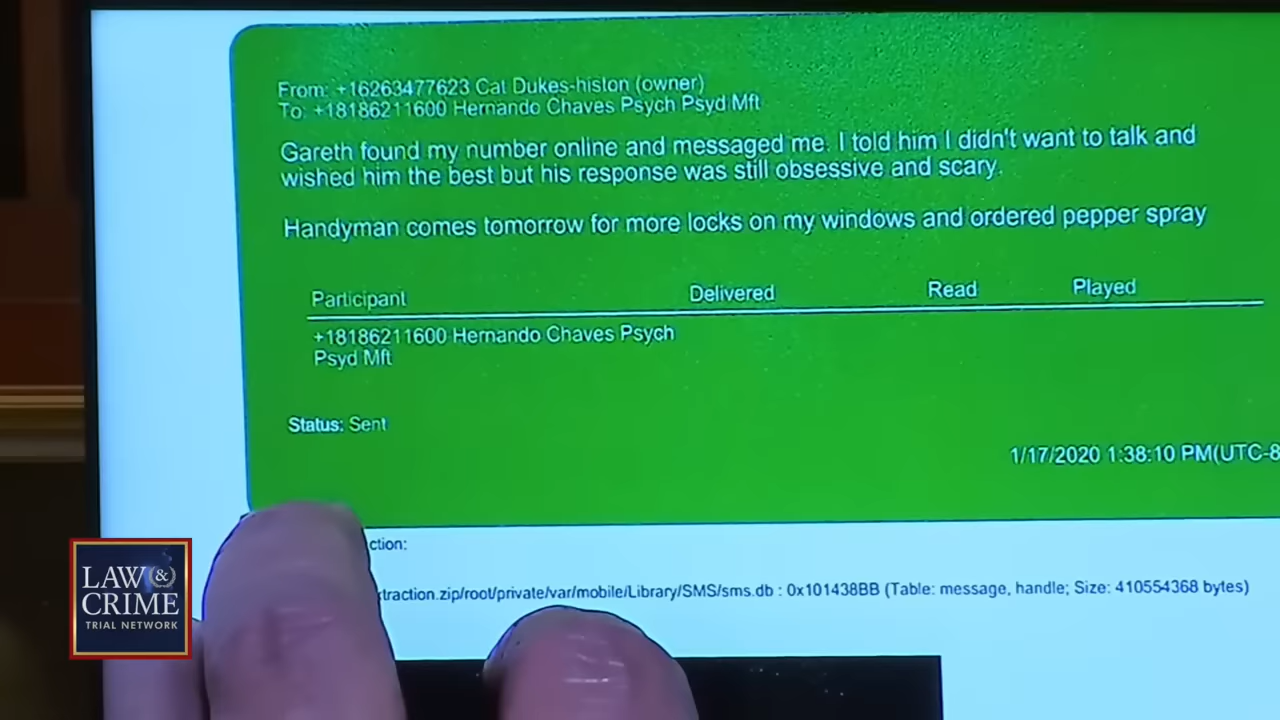 From: +16263477623 Cat Dukes-histon (owner)
To: +18186211600 Hernando Chaves Psych Psyd Mft
Gareth found my number online and messaged me. I told him I didn't want to talk and
wished him the best but his response was still obsessive and scary.
Handyman comes tomorrow for more locks on my windows and ordered pepper spray
Participant Delivered Read Played
+18186211600 Hernando Chaves Psych
Psyd Mft
Status: Sent
1/17/2020 1:38:10 PM(UTC-8
ction:
traction.zip/root/private/var/mobile/Library/SMS/sms.db : 0x101438BB (Table: message, handle; Size: 410554368 bytes)
LAW &
CRIME
TRIAL NETWORK